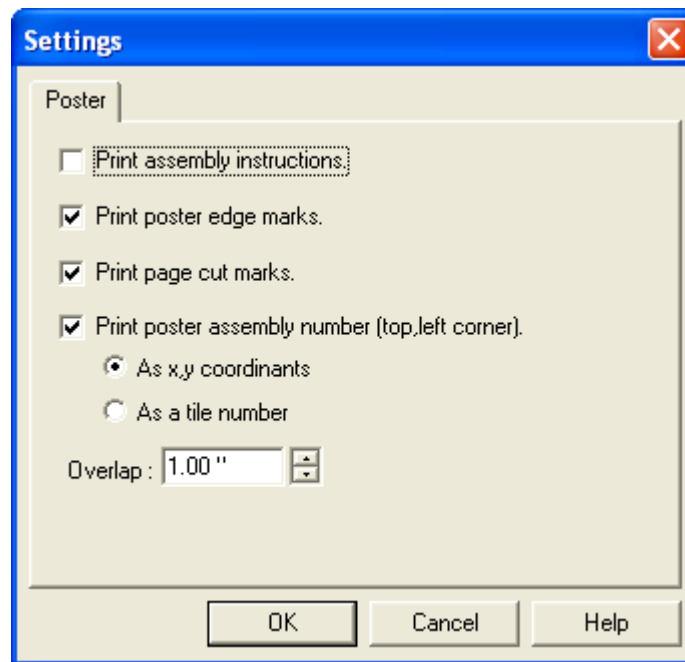 Settings
Poster
Print assembly instructions.
Print poster edge marks.
Print page cut marks.
Print poster assembly number (top,left corner).
As x,y coordinants
As a tile number
Overlap : 1.00 "
OK Cancel Help